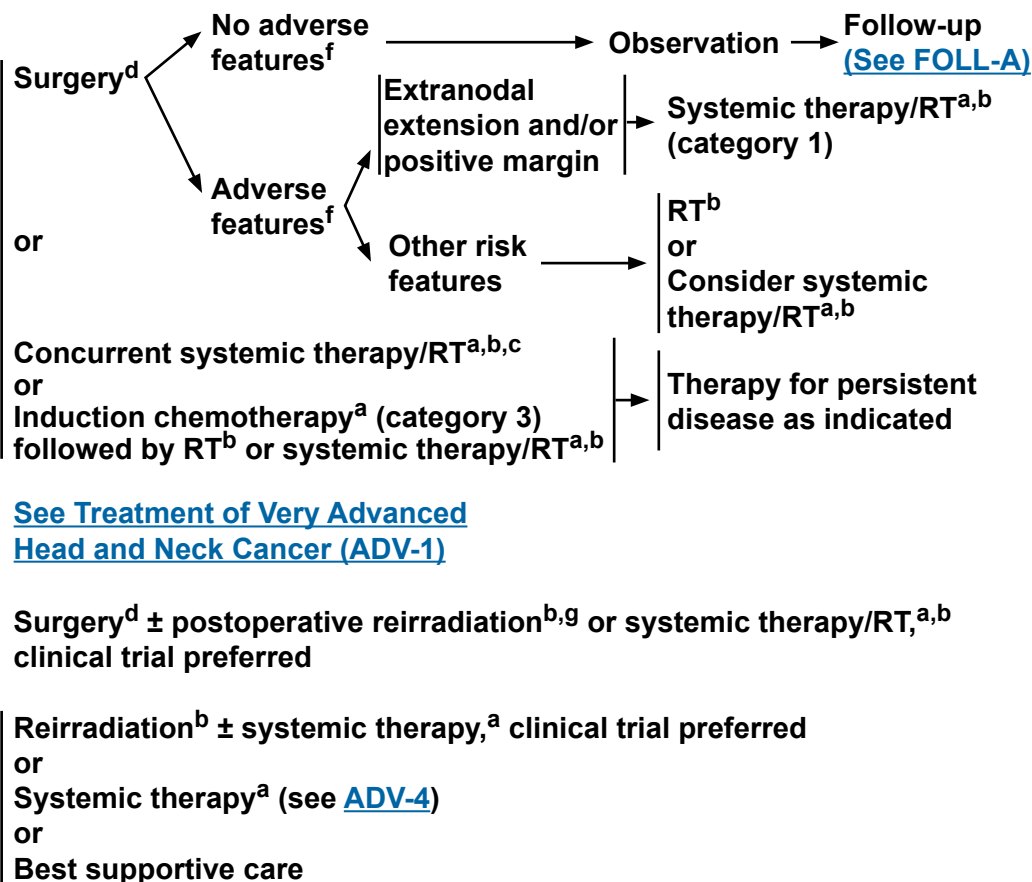 No adverse
features^f
Observation
Follow-up
(See FOLL-A)
Surgery^d
Extranodal
extension and/or
positive margin
Systemic therapy/RT^a,b
(category 1)
Adverse
features^f
or
Other risk
features
RT^b
or
Consider systemic
therapy/RT^a,b
Concurrent systemic therapy/RT^a,b,c
or
Induction chemotherapy^a (category 3)
followed by RT^b or systemic therapy/RT^a,b
Therapy for persistent
disease as indicated
See Treatment of Very Advanced
Head and Neck Cancer (ADV-1)
Surgery^d ± postoperative reirradiation^b,g or systemic therapy/RT,^a,b
clinical trial preferred
Reirradiation^b ± systemic therapy,^a clinical trial preferred
or
Systemic therapy^a (see ADV-4)
or
Best supportive care